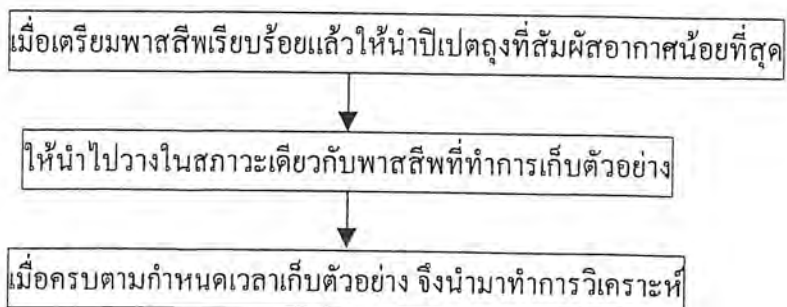 เมื่อเตรียมพาสสีพเรียบร้อยแล้วให้นำปิเปตถุงที่สัมผัสอากาศน้อยที่สุด
ให้นำไปวางในสภาวะเดียวกับพาสสีพที่ทำการเก็บตัวอย่าง
เมื่อครบตามกำหนดเวลาเก็บตัวอย่าง จึงนำมาทำการวิเคราะห์